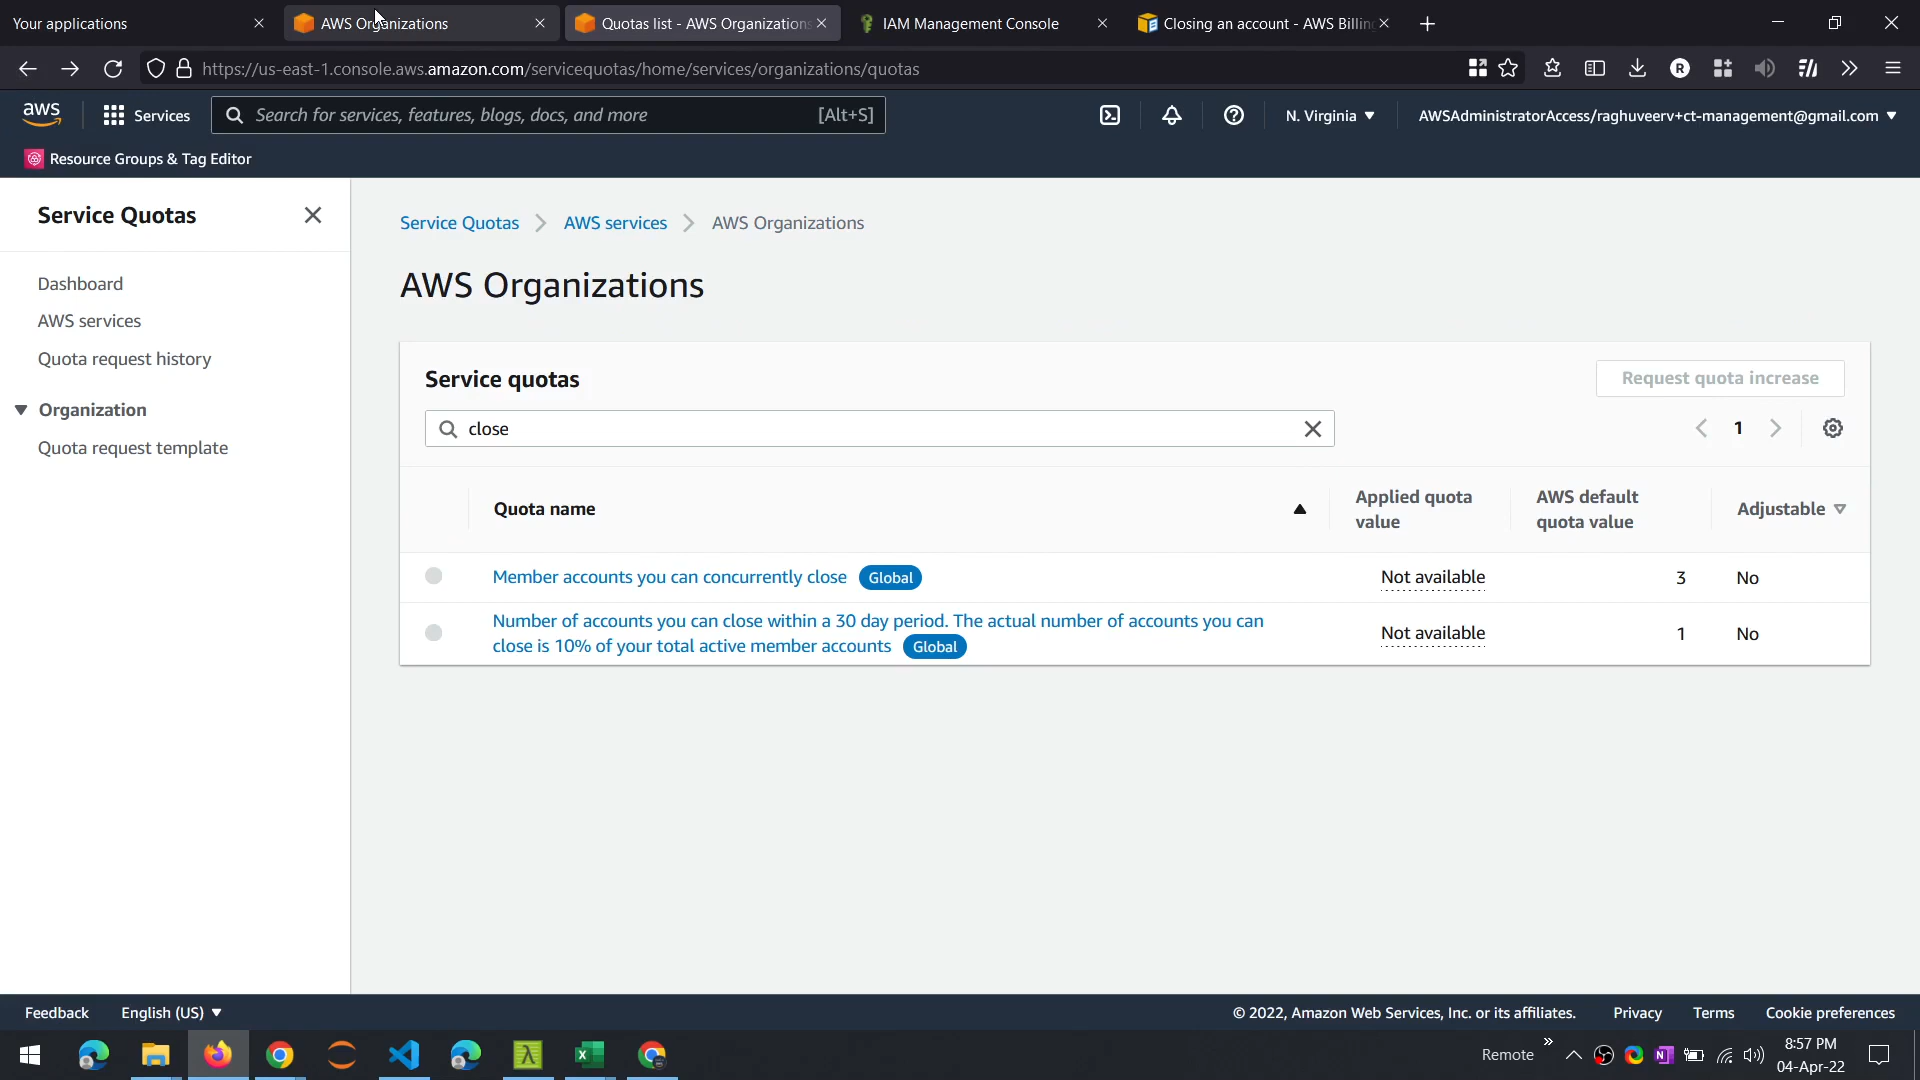 Your applications
AWS Organizations
Quotas list - AWS Organizations
IAM Management Console
Closing an account - AWS Billin
https://us-east-1.console.aws.amazon.com/servicequotas/home/services/organizations/quotas
R
aws
Services
Search for services, features, blogs, docs, and more
[Alt+S]
N. Virginia
AWSAdministratorAccess/raghuveerv+ct-management@gmail.com
Resource Groups & Tag Editor
Service Quotas
Dashboard
AWS services
Quota request history
Organization
Quota request template
Service Quotas
AWS services
AWS Organizations
AWS Organizations
Service quotas
Request quota increase
close
1
Quota name
Applied quota
value
AWS default
quota value
Adjustable
Member accounts you can concurrently close
Global
Not available
3
No
Number of accounts you can close within a 30 day period. The actual number of accounts you can
close is 10% of your total active member accounts
Global
Not available
1
No
Feedback
English (US)
© 2022, Amazon Web Services, Inc. or its affiliates.
Privacy
Terms
Cookie preferences
Remote
8:57 PM
04-Apr-22